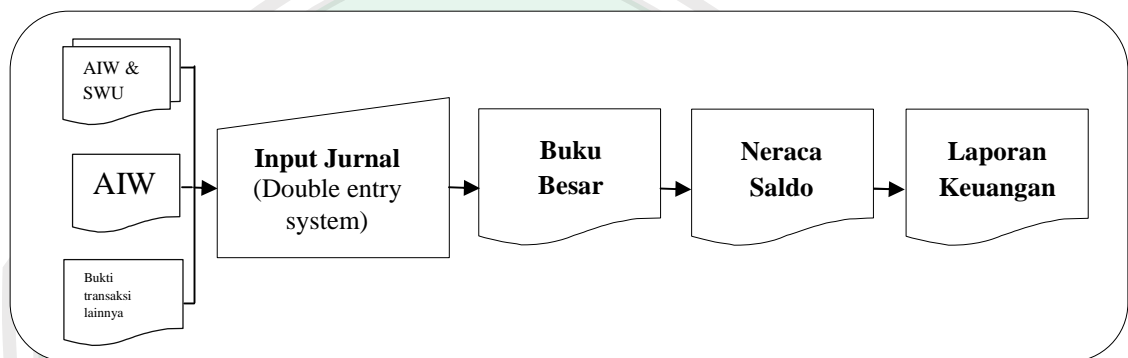 AIW &
SWU
AIW
Bukti
transaksi
lainnya
Input Jurnal
(Double entry
system)
Buku
Besar
Neraca
Saldo
Laporan
Keuangan